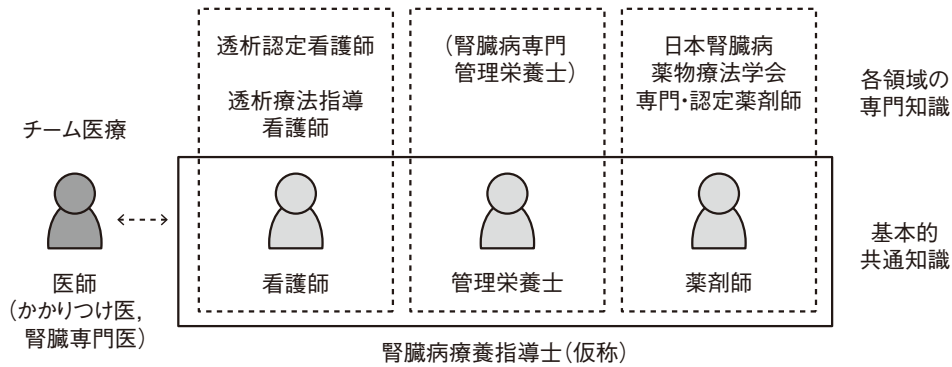 透析認定看護師
透析療法指導
看護師
(腎臓病専門
管理栄養士)
日本腎臓病
薬物療法学会
専門・認定薬剤師
各領域の
専門知識
チーム医療
医師
(かかりつけ医,
腎臓専門医)
看護師
管理栄養士
薬剤師
基本的
共通知識
腎臓病療養指導士(仮称)